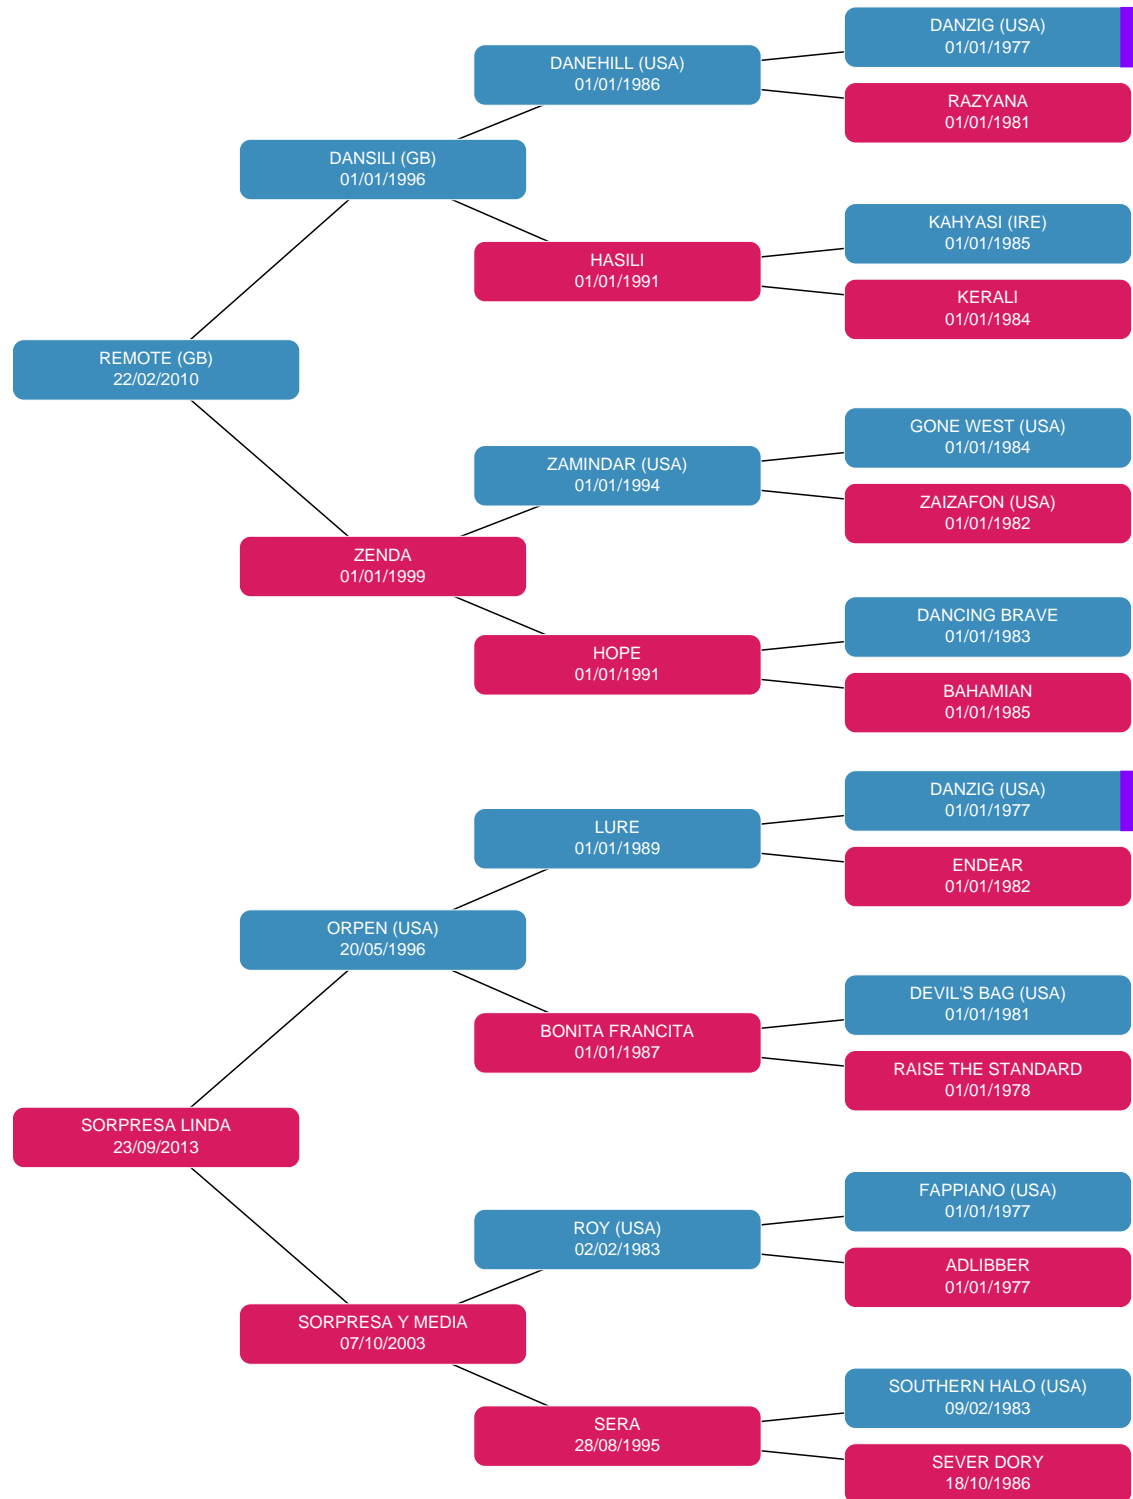 DANZIG (USA)
01/01/1977
DANEHILL (USA)
01/01/1986
RAZYANA
01/01/1981
DANSILI (GB)
01/01/1996
KAHYASI (IRE)
01/01/1985
HASILI
01/01/1991
KERALI
01/01/1984
REMOTE (GB)
22/02/2010
GONE WEST (USA)
01/01/1984
ZAMINDAR (USA)
01/01/1994
ZAIZAFON (USA)
01/01/1982
ZENDA
01/01/1999
DANCING BRAVE
01/01/1983
HOPE
01/01/1991
BAHAMIAN
01/01/1985
DANZIG (USA)
01/01/1977
LURE
01/01/1989
ENDEAR
01/01/1982
ORPEN (USA)
20/05/1996
DEVIL'S BAG (USA)
01/01/1981
BONITA FRANCITA
01/01/1987
RAISE THE STANDARD
01/01/1978
SORPRESA LINDA
23/09/2013
FAPPIANO (USA)
01/01/1977
ROY (USA)
02/02/1983
ADLIBBER
01/01/1977
SORPRESA Y MEDIA
07/10/2003
SOUTHERN HALO (USA)
09/02/1983
SERA
28/08/1995
SEVER DORY
18/10/1986